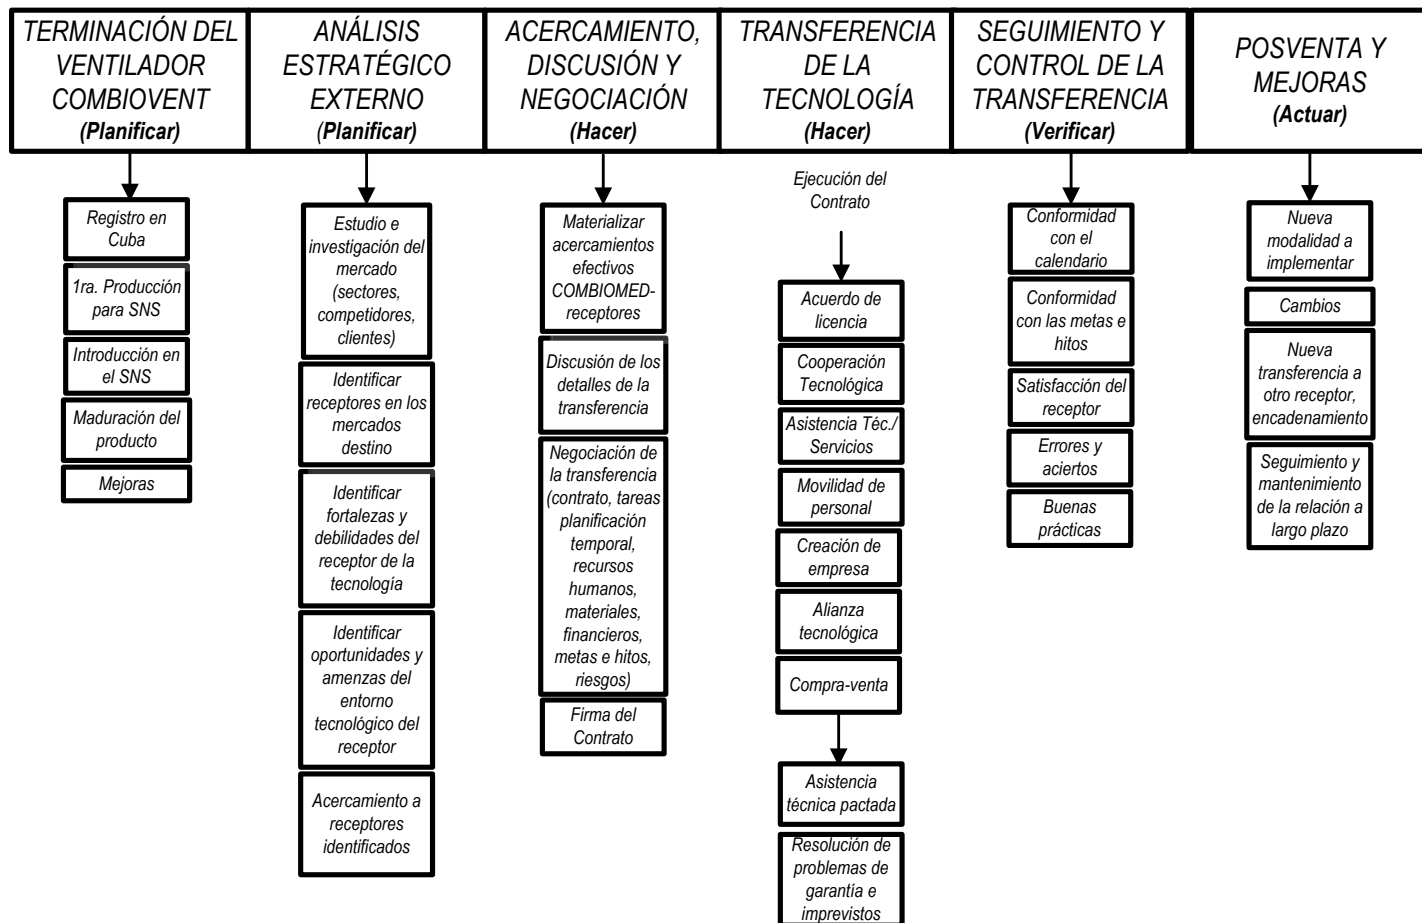 TERMINACIÓN DEL
VENTILADOR
COMBIOVENT
(Planificar)
Registro en
Cuba
1ra. Producción
para SNS
Introducción en
el SNS
Maduración del
producto
Mejoras
ANÁLISIS
ESTRATÉGICO
EXTERNO
(Planificar)
Estudio e
investigación del
mercado
(sectores,
competidores,
clientes)
Identificar
receptores en los
mercados
destino
Identificar
fortalezas y
debilidades del
receptor de la
tecnología
Identificar
oportunidades y
amenzas del
entorno
tecnológico del
receptor
Acercamiento a
receptores
identificados
ACERCAMIENTO,
DISCUSIÓN Y
NEGOCIACIÓN
(Hacer)
Materializar
acercamientos
efectivos
COMBIOMED-
receptores
Discusión de los
detalles de la
transferencia
Negociación de
la transferencia
(contrato, tareas
planificación
temporal,
recursos
humanos,
materiales,
financieros,
metas e hitos,
riesgos)
Firma del
Contrato
TRANSFERENCIA
DE LA
TECNOLOGÍA
(Hacer)
Ejecución del
Contrato
Acuerdo de
licencia
Cooperación
Tecnológica
Asistencia Téc./
Servicios
Movilidad de
personal
Creación de
empresa
Alianza
tecnológica
Compra-venta
Asistencia
técnica pactada
Resolución de
problemas de
garantía e
imprevistos
SEGUIMIENTO Y
CONTROL DE LA
TRANSFERENCIA
(Verificar)
Conformidad
con el
calendario
Conformidad
con las metas e
hitos
Satisfacción del
receptor
Errores y
aciertos
Buenas
prácticas
POSVENTA Y
MEJORAS
(Actuar)
Nueva
modalidad a
implementar
Cambios
Nueva
transferencia a
otro receptor,
encadenamiento
Seguimiento y
mantenimiento
de la relación a
largo plazo